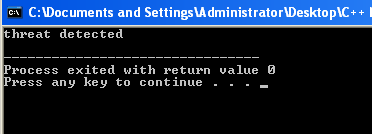 C:\Documents and Settings\Administrator\Desktop\C++
threat detected
--------------------------------
Process exited with return value 0
Press any key to continue . . . _